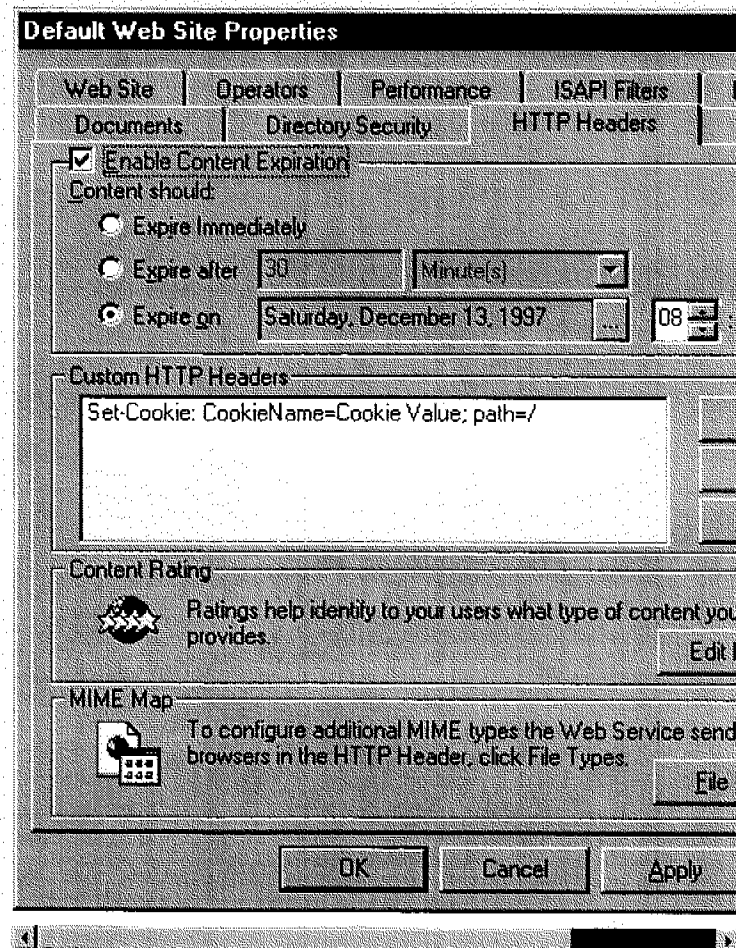 Default Web Site Properties
Web Site Operators Performance ISAPI Filters
Documents Directory Security HTTP Headers
Enable Content Expiration
Content should:
Expire Immediately
Expire after 30 Minute(s)
Expire on Saturday, December 13, 1997 ... 08 :
Custom HTTP Headers
Set-Cookie: CookieName=Cookie Value; path=/
Content Rating
Ratings help identify to your users what type of content you
provides.
Edit
MIME Map
To configure additional MIME types the Web Service send
browsers in the HTTP Header, click File Types.
File
OK Cancel Apply